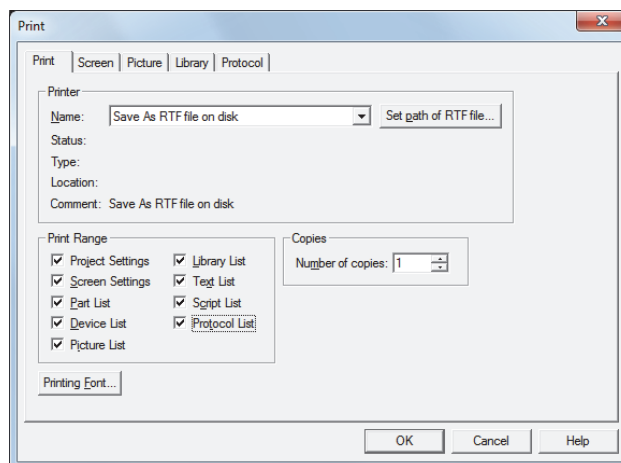 Print
Print Screen Picture Library Protocol
Printer
Name: Save As RTF file on disk Set path of RTF file...
Status:
Type:
Location:
Comment: Save As RTF file on disk
Print Range Copies
Project Settings Library List Number of copies: 1
Screen Settings Text List
Part List Script List
Device List Protocol List
Picture List
Printing Font...
OK Cancel Help